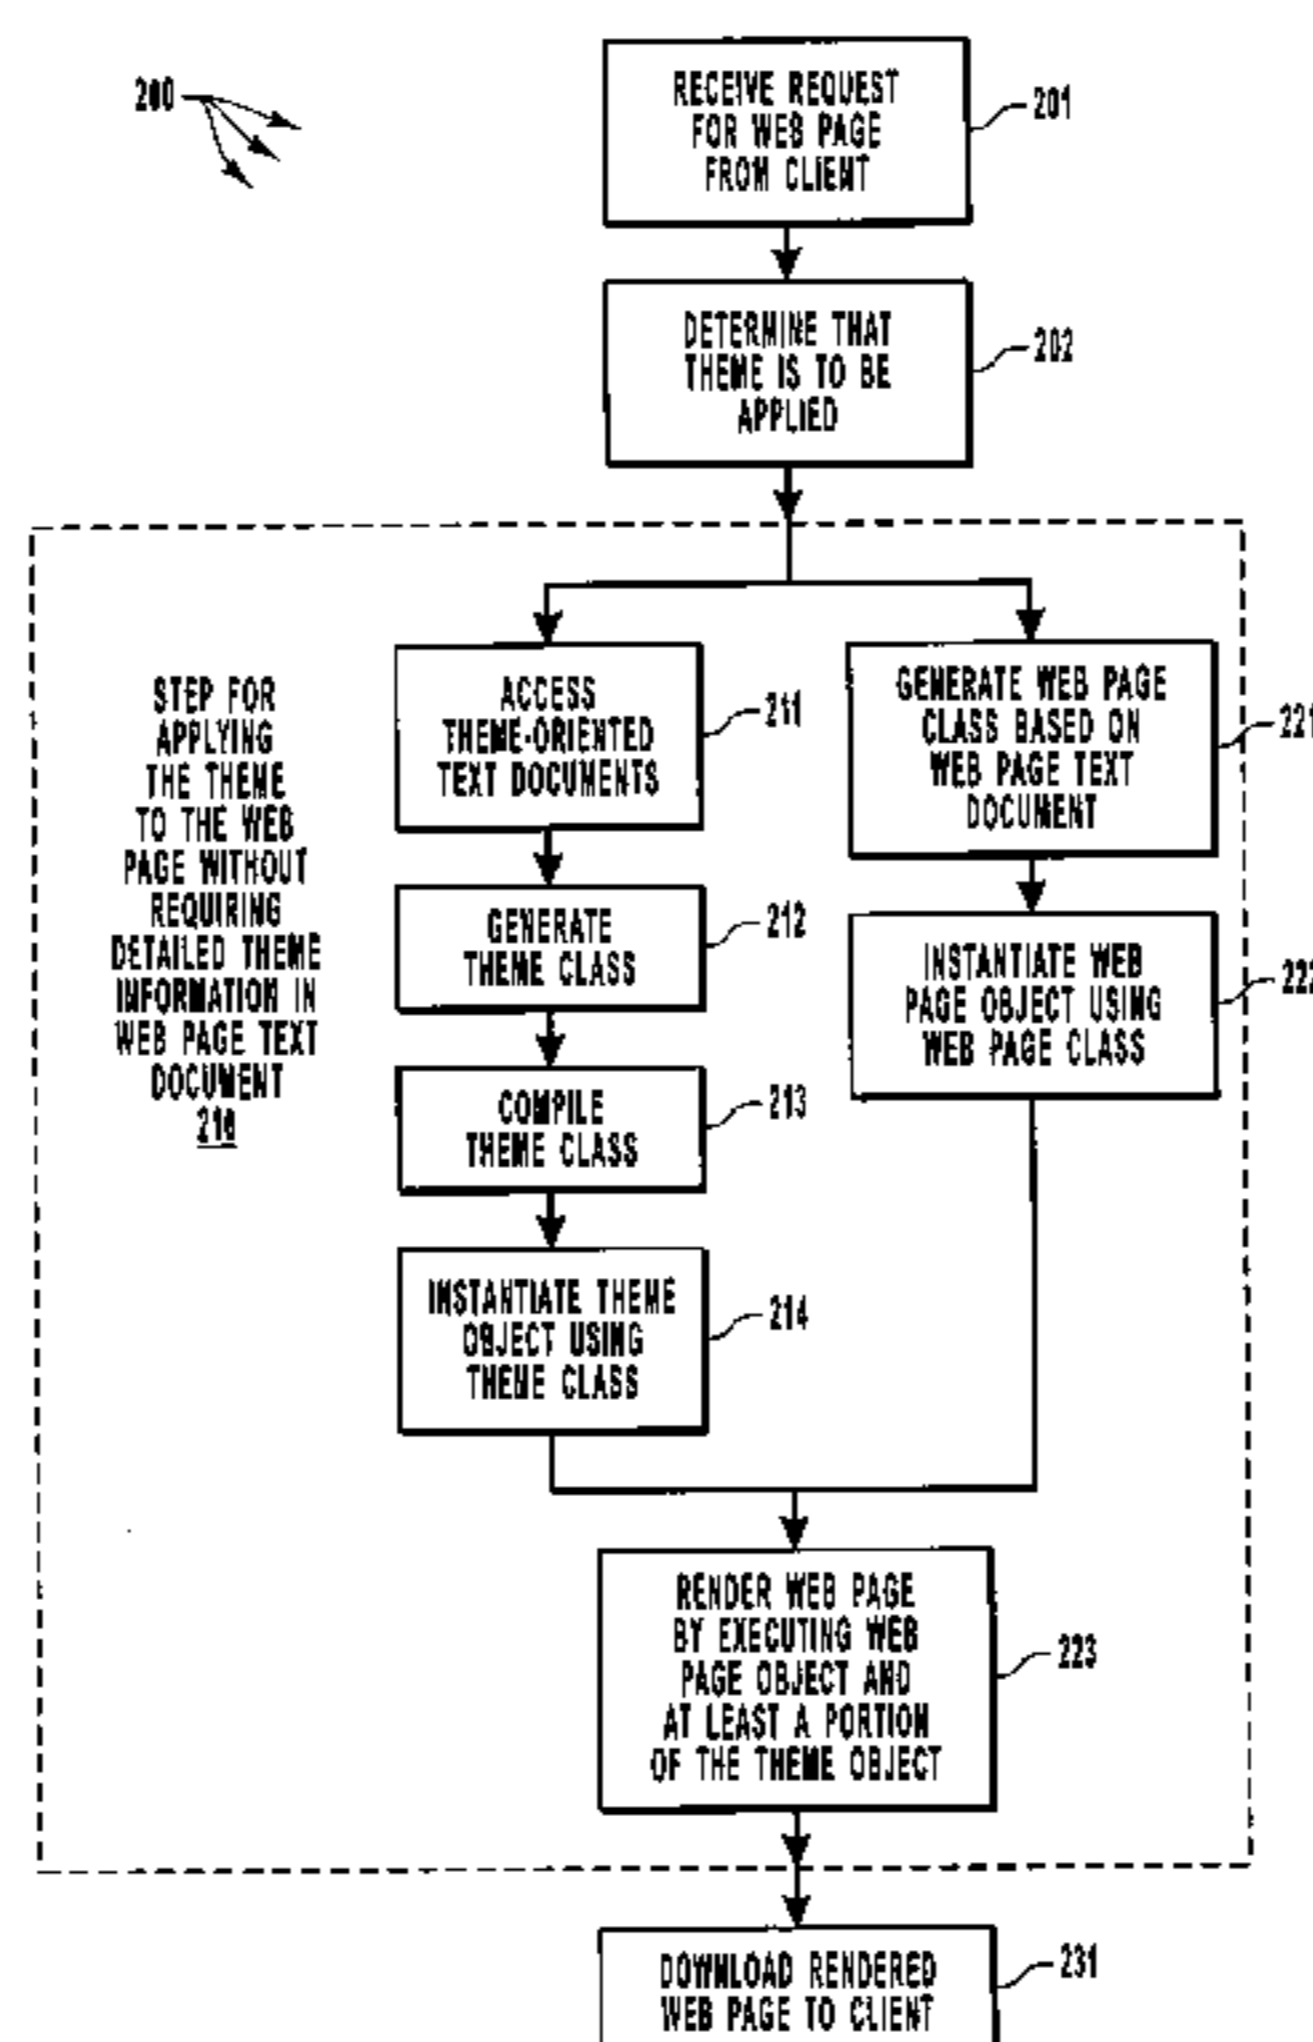 200
RECEIVE REQUEST
FOR WEB PAGE
FROM CLIENT
201
DETERMINE THAT
THEME IS TO BE
APPLIED
202
STEP FOR
APPLYING
THE THEME
TO THE WEB
PAGE WITHOUT
REQUIRING
DETAILED THEME
INFORMATION IN
WEB PAGE TEXT
DOCUMENT
210
ACCESS
THEME-ORIENTED
TEXT DOCUMENTS
211
GENERATE
THEME CLASS
212
COMPILE
THEME CLASS
213
INSTANTIATE THEME
OBJECT USING
THEME CLASS
214
GENERATE WEB PAGE
CLASS BASED ON
WEB PAGE TEXT
DOCUMENT
221
INSTANTIATE WEB
PAGE OBJECT USING
WEB PAGE CLASS
222
RENDER WEB PAGE
BY EXECUTING WEB
PAGE OBJECT AND
AT LEAST A PORTION
OF THE THEME OBJECT
223
DOWNLOAD RENDERED
WEB PAGE TO CLIENT
231